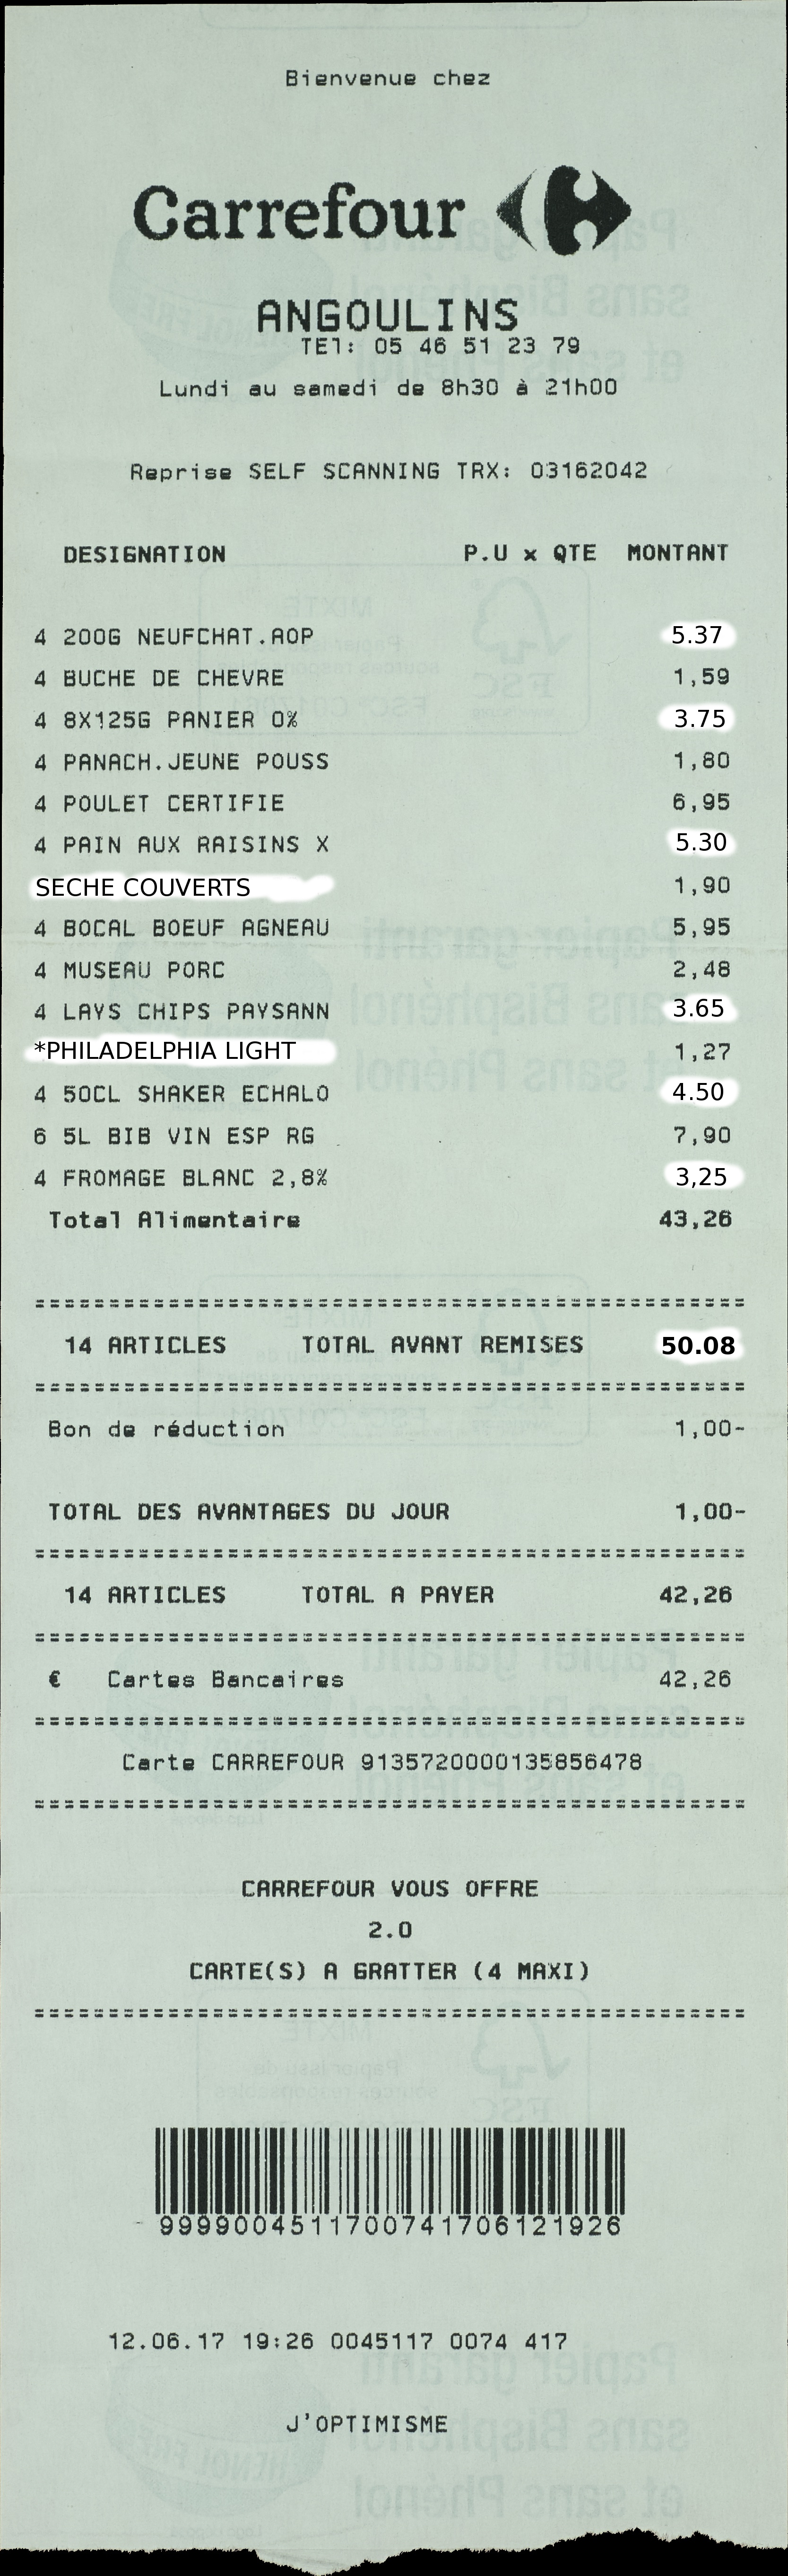 Bienvenue chez
Carrefour
ANGOULINS
TEl: 05 46 51 23 79
Lundi au samedi de 8h30 à 21h00
Reprise SELF SCANNING TRX: 03162042
DESIGNATION P.U x QTE MONTANT
4 200G NEUFCHAT.AOP 5.37
4 BUCHE DE CHEVRE 1,59
4 8X125G PANIER 0% 3.75
4 PANACH.JEUNE POUSS 1,80
4 POULET CERTIFIE 6,95
4 PAIN AUX RAISINS X 5.30
SECHE COUVERTS 1,90
4 BOCAL BOEUF AGNEAU 5,95
4 MUSEAU PORC 2,48
4 LAYS CHIPS PAYSANN 3.65
*PHILADELPHIA LIGHT 1,27
4 50CL SHAKER ECHALO 4.50
6 5L BIB VIN ESP RG 7,90
4 FROMAGE BLANC 2,8% 3,25
Total Alimentaire 43,26
================================================
14 ARTICLES TOTAL AVANT REMISES 50.08
================================================
Bon de réduction 1,00-
TOTAL DES AVANTAGES DU JOUR 1,00-
================================================
14 ARTICLES TOTAL A PAYER 42,26
================================================
€ Cartes Bancaires 42,26
================================================
Carte CARREFOUR 9135720000135856478
================================================
CARREFOUR VOUS OFFRE
2.0
CARTE(S) A GRATTER (4 MAXI)
================================================
9999004511700741706121926
12.06.17 19:26 0045117 0074 417
J'OPTIMISME